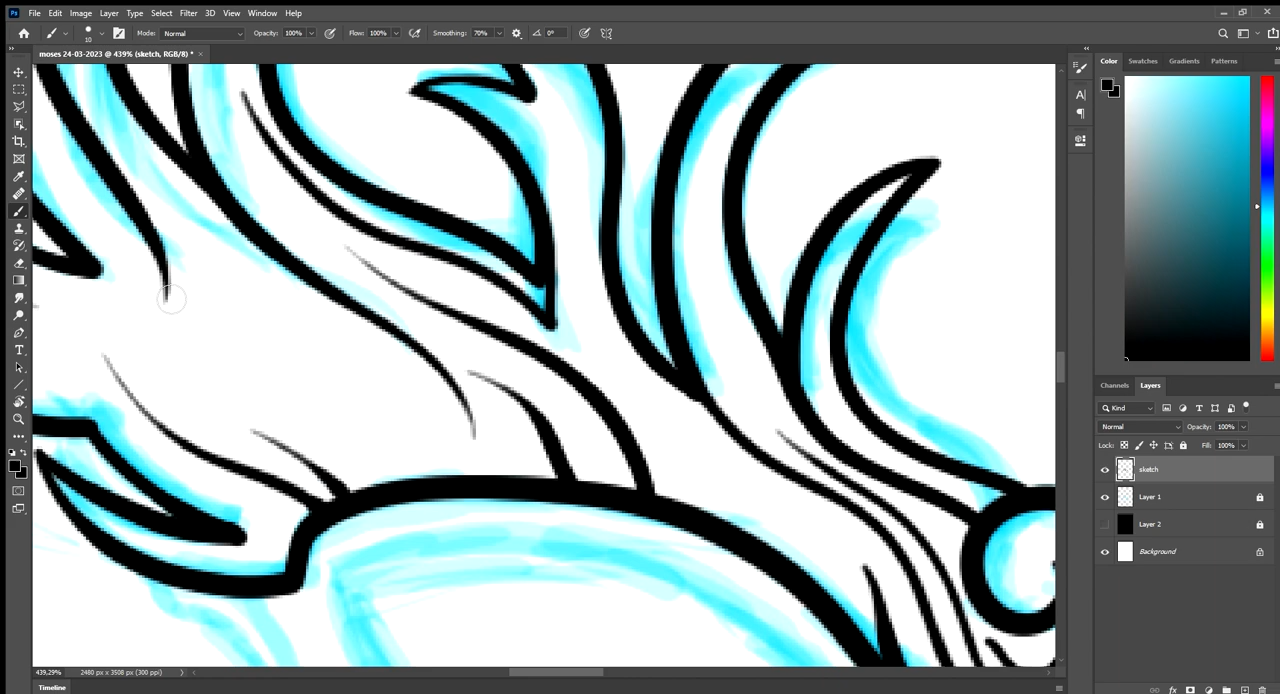 Ps File Edit Image Layer Type Select Filter 3D View Window Help
10 Mode: Normal Opacity: 100% Flow: 100% Smoothing: 70% 0°
moses 24-03-2023 @ 439% (sketch, RGB/8) *
Color Swatches Gradients Patterns
Channels Layers
Kind
Normal Opacity: 100%
Lock: Fill: 100%
sketch
Layer 1
Layer 2
Background
439,29% 2480 px x 3508 px (300 ppi)
Timeline